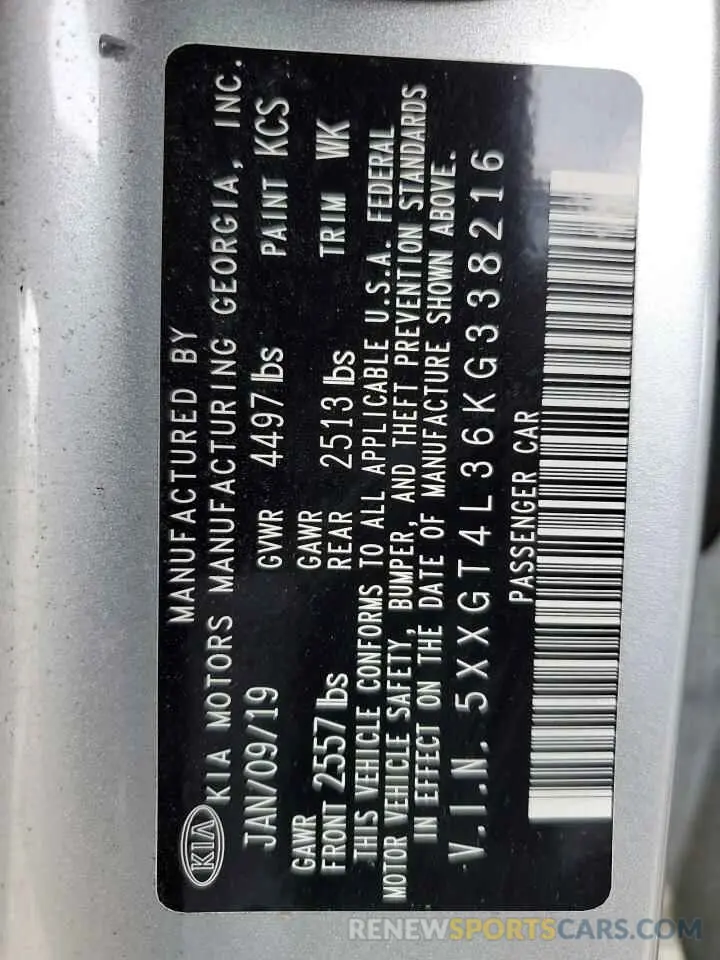 MANUFACTURED BY
KIA KIA MOTORS MANUFACTURING GEORGIA, INC.
JAN/09/19 GVWR 4497 lbs PAINT KCS
GAWR GAWR
FRONT 2557 lbs REAR 2513 lbs TRIM WK
THIS VEHICLE CONFORMS TO ALL APPLICABLE U.S.A. FEDERAL
MOTOR VEHICLE SAFETY, BUMPER, AND THEFT PREVENTION STANDARDS
IN EFFECT ON THE DATE OF MANUFACTURE SHOWN ABOVE.
V.I.N. 5XXGT4L36KG338216
PASSENGER CAR
RENEWSPORTSCARS.COM